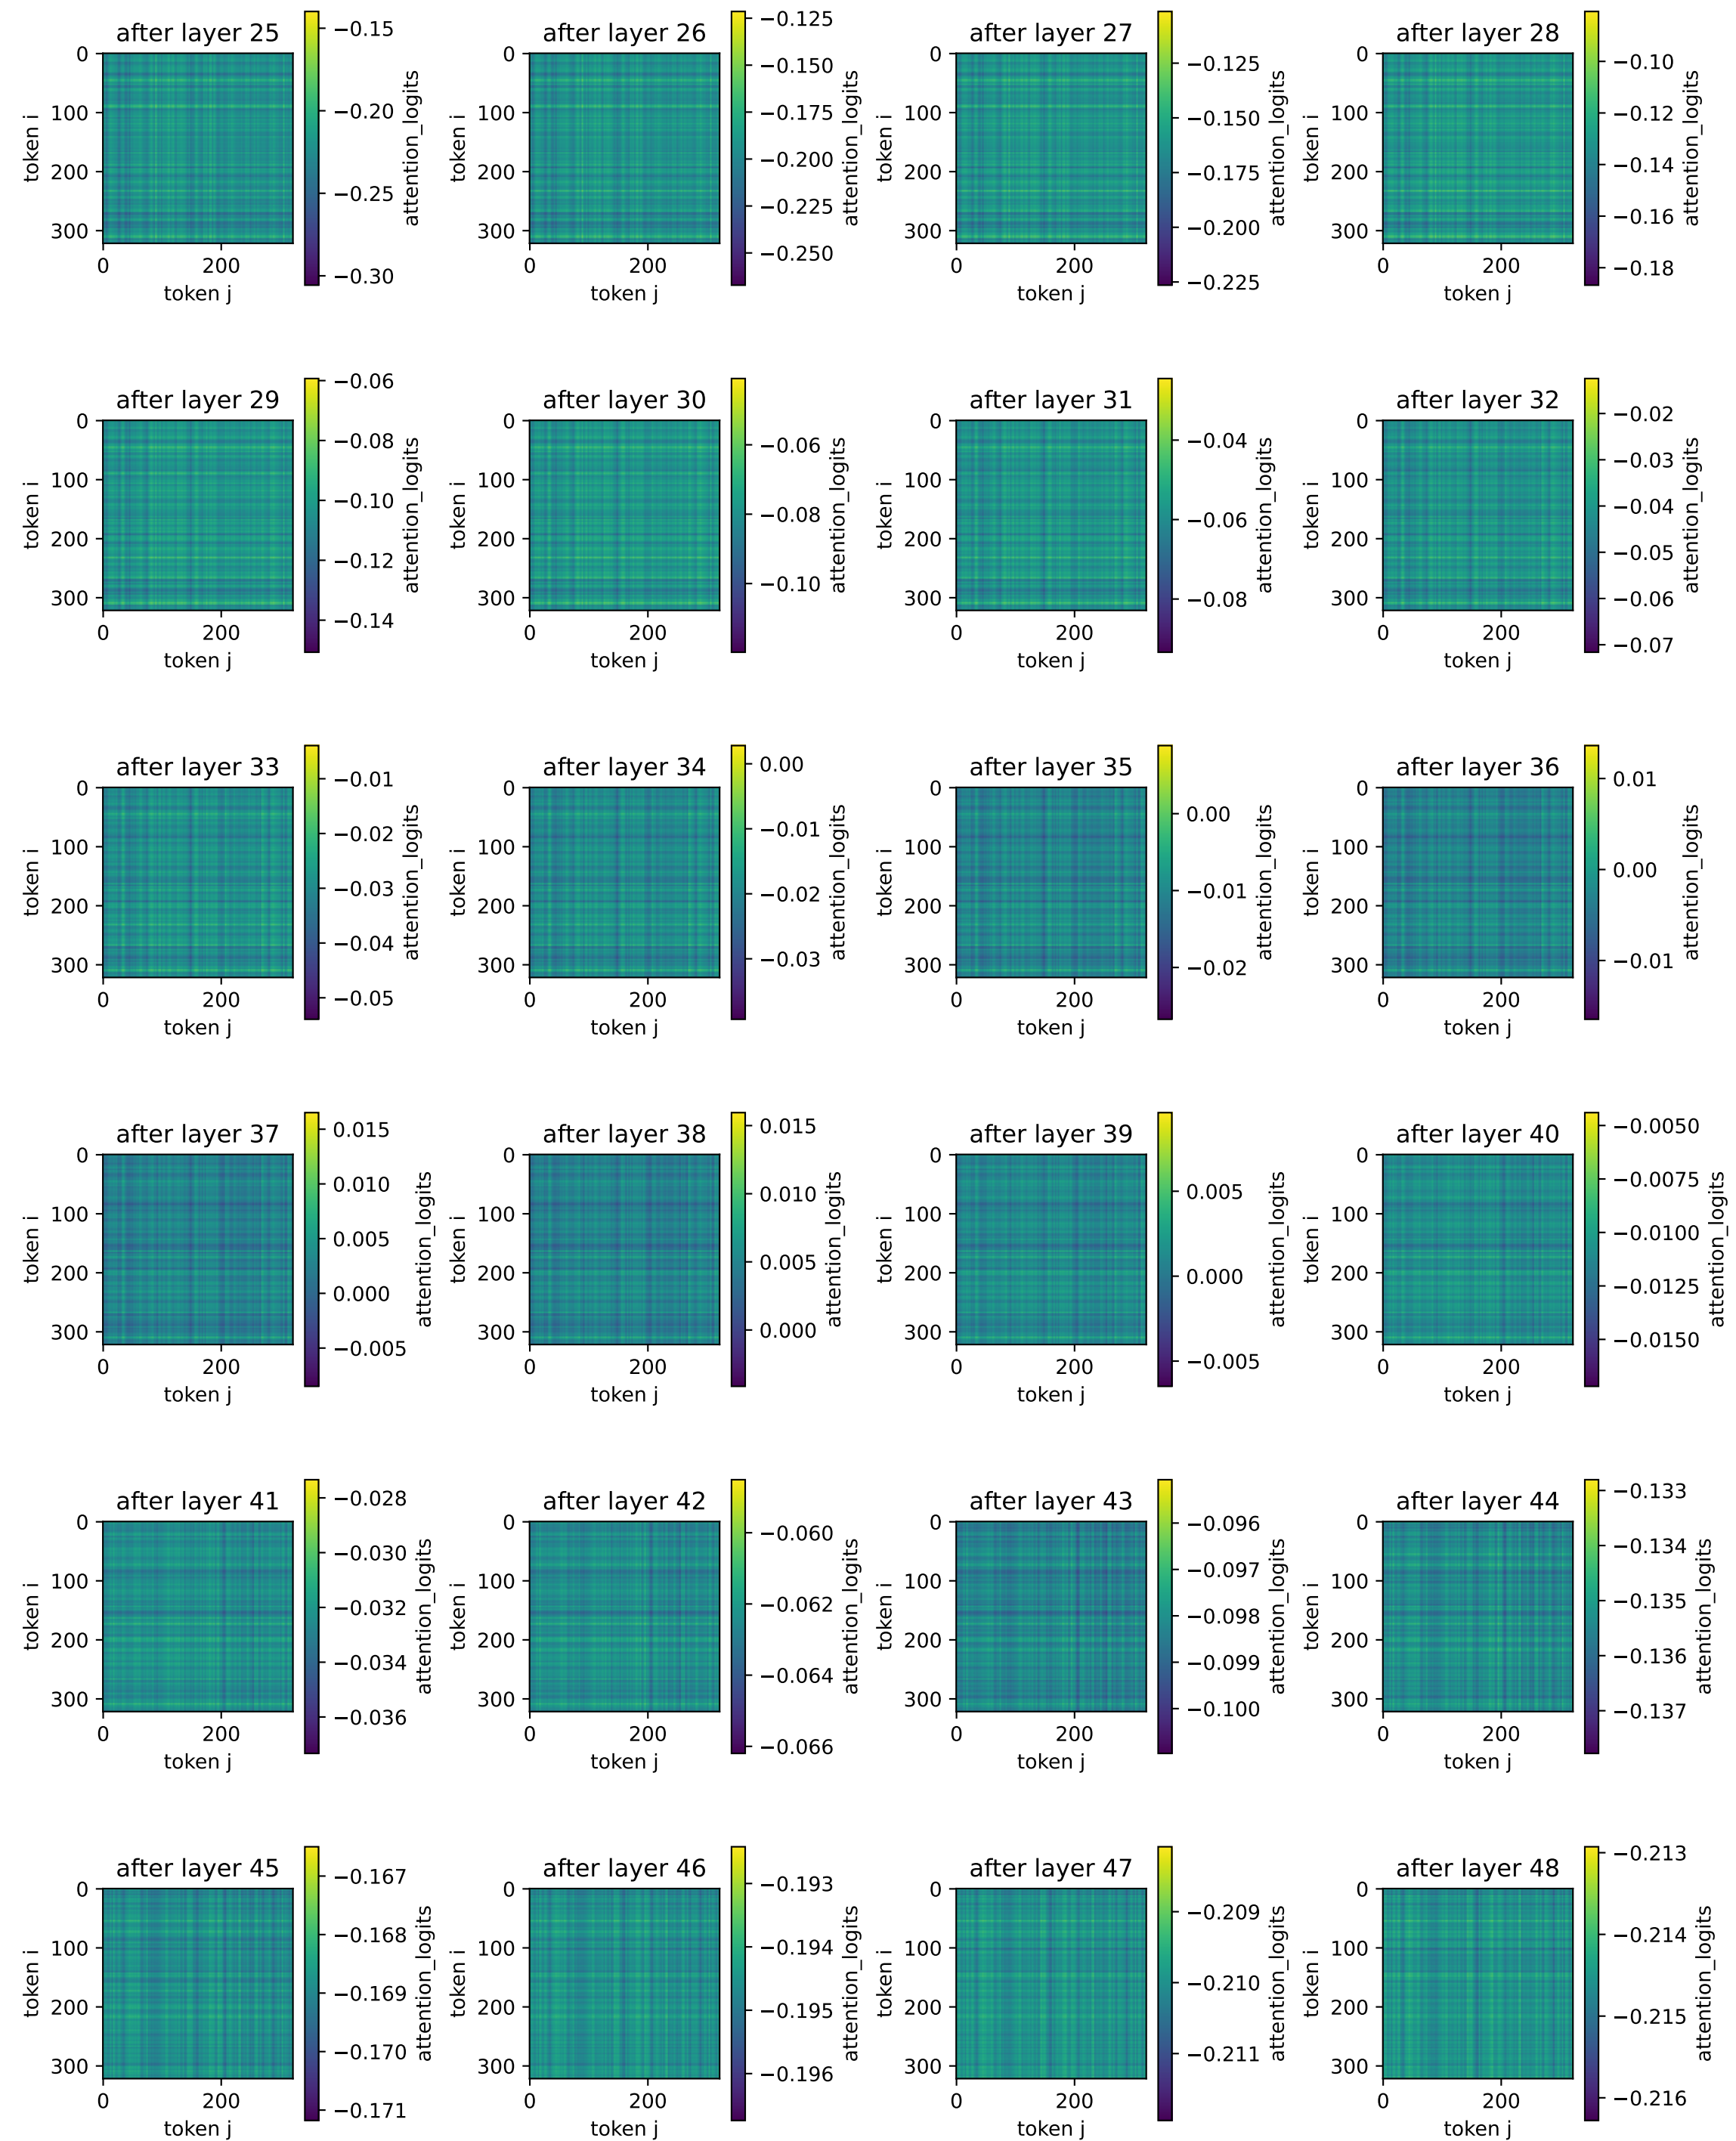 after layer 25
0
100
200
300
0 200
token i
token j
−0.15
−0.20
−0.25
−0.30
attention_logits
after layer 26
0
100
200
300
0 200
token i
token j
−0.125
−0.150
−0.175
−0.200
−0.225
−0.250
attention_logits
after layer 27
0
100
200
300
0 200
token i
token j
−0.125
−0.150
−0.175
−0.200
−0.225
attention_logits
after layer 28
0
100
200
300
0 200
token i
token j
−0.10
−0.12
−0.14
−0.16
−0.18
attention_logits
after layer 29
0
100
200
300
0 200
token i
token j
−0.06
−0.08
−0.10
−0.12
−0.14
attention_logits
after layer 30
0
100
200
300
0 200
token i
token j
−0.06
−0.08
−0.10
attention_logits
after layer 31
0
100
200
300
0 200
token i
token j
−0.04
−0.06
−0.08
attention_logits
after layer 32
0
100
200
300
0 200
token i
token j
−0.02
−0.03
−0.04
−0.05
−0.06
−0.07
attention_logits
after layer 33
0
100
200
300
0 200
token i
token j
−0.01
−0.02
−0.03
−0.04
−0.05
attention_logits
after layer 34
0
100
200
300
0 200
token i
token j
0.00
−0.01
−0.02
−0.03
attention_logits
after layer 35
0
100
200
300
0 200
token i
token j
0.00
−0.01
−0.02
attention_logits
after layer 36
0
100
200
300
0 200
token i
token j
0.01
0.00
−0.01
attention_logits
after layer 37
0
100
200
300
0 200
token i
token j
0.015
0.010
0.005
0.000
−0.005
attention_logits
after layer 38
0
100
200
300
0 200
token i
token j
0.015
0.010
0.005
0.000
attention_logits
after layer 39
0
100
200
300
0 200
token i
token j
0.005
0.000
−0.005
attention_logits
after layer 40
0
100
200
300
0 200
token i
token j
−0.0050
−0.0075
−0.0100
−0.0125
−0.0150
attention_logits
after layer 41
0
100
200
300
0 200
token i
token j
−0.028
−0.030
−0.032
−0.034
−0.036
attention_logits
after layer 42
0
100
200
300
0 200
token i
token j
−0.060
−0.062
−0.064
−0.066
attention_logits
after layer 43
0
100
200
300
0 200
token i
token j
−0.096
−0.097
−0.098
−0.099
−0.100
attention_logits
after layer 44
0
100
200
300
0 200
token i
token j
−0.133
−0.134
−0.135
−0.136
−0.137
attention_logits
after layer 45
0
100
200
300
0 200
token i
token j
−0.167
−0.168
−0.169
−0.170
−0.171
attention_logits
after layer 46
0
100
200
300
0 200
token i
token j
−0.193
−0.194
−0.195
−0.196
attention_logits
after layer 47
0
100
200
300
0 200
token i
token j
−0.209
−0.210
−0.211
attention_logits
after layer 48
0
100
200
300
0 200
token i
token j
−0.213
−0.214
−0.215
−0.216
attention_logits